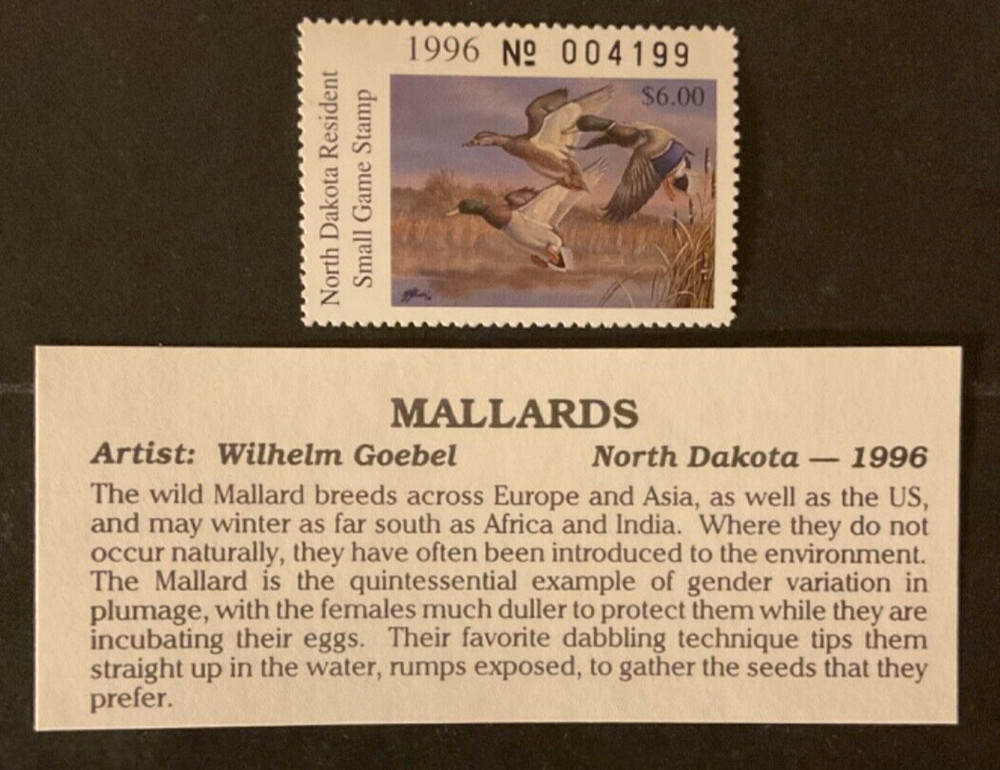 1996 Nº 004199
$6.00
North Dakota Resident
Small Game Stamp
MALLARDS
Artist: Wilhelm Goebel North Dakota — 1996
The wild Mallard breeds across Europe and Asia, as well as the US,
and may winter as far south as Africa and India. Where they do not
occur naturally, they have often been introduced to the environment.
The Mallard is the quintessential example of gender variation in
plumage, with the females much duller to protect them while they are
incubating their eggs. Their favorite dabbling technique tips them
straight up in the water, rumps exposed, to gather the seeds that they
prefer.